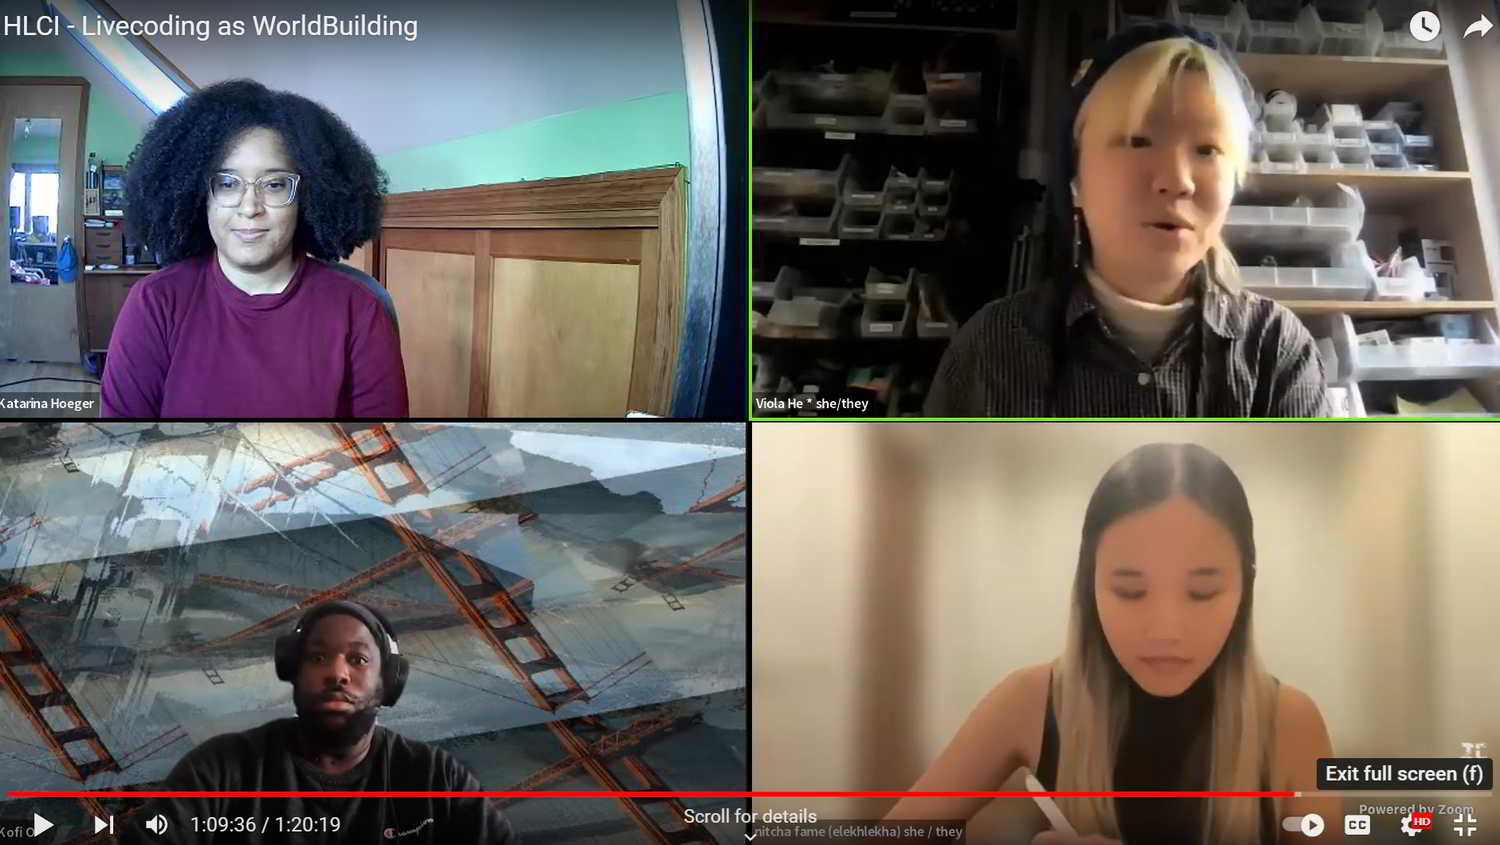 HLCI - Livecoding as WorldBuilding
Katarina Hoeger
Viola He * she/they
Exit full screen (f)
Scroll for details
Powered by Zoom
1:09:36 / 1:20:19
CC
HD
Kofi O
nitcha fame (elekhlekha) she / they